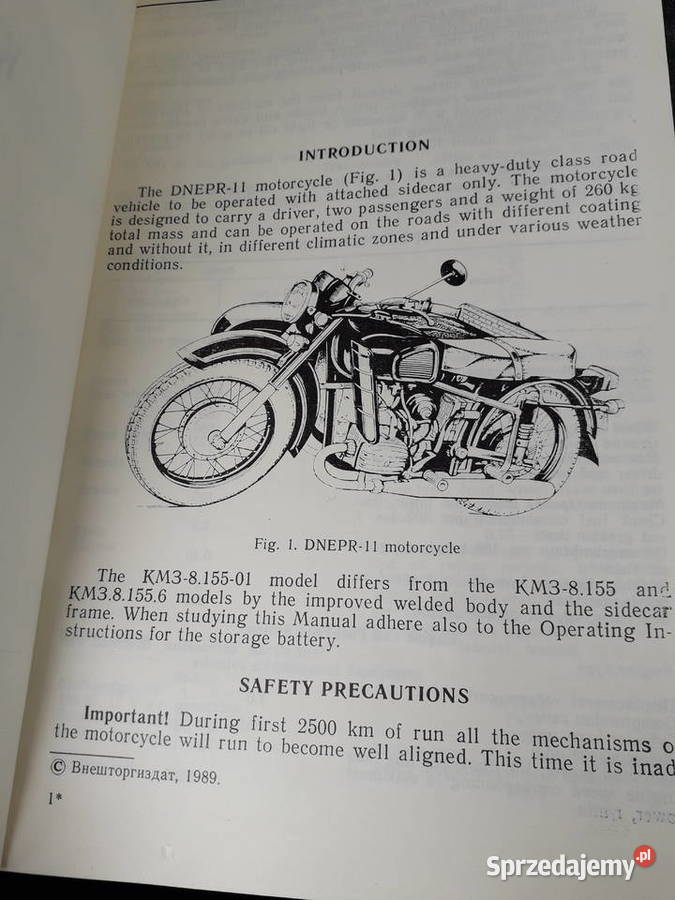 INTRODUCTION
The DNEPR-11 motorcycle (Fig. 1) is a heavy-duty class road
vehicle to be operated with attached sidecar only. The motorcycle
is designed to carry a driver, two passengers and a weight of 260 kg
total mass and can be operated on the roads with different coating
and without it, in different climatic zones and under various weather
conditions.
Fig. 1. DNEPR-11 motorcycle
The КМЗ-8.155-01 model differs from the КМЗ-8.155 and
КМЗ.8.155.6 models by the improved welded body and the sidecar
frame. When studying this Manual adhere also to the Operating In-
structions for the storage battery.
SAFETY PRECAUTIONS
Important! During first 2500 km of run all the mechanisms o
the motorcycle will run to become well aligned. This time it is inad
© Внешторгиздат, 1989.
1*
Sprzedajemy.pl